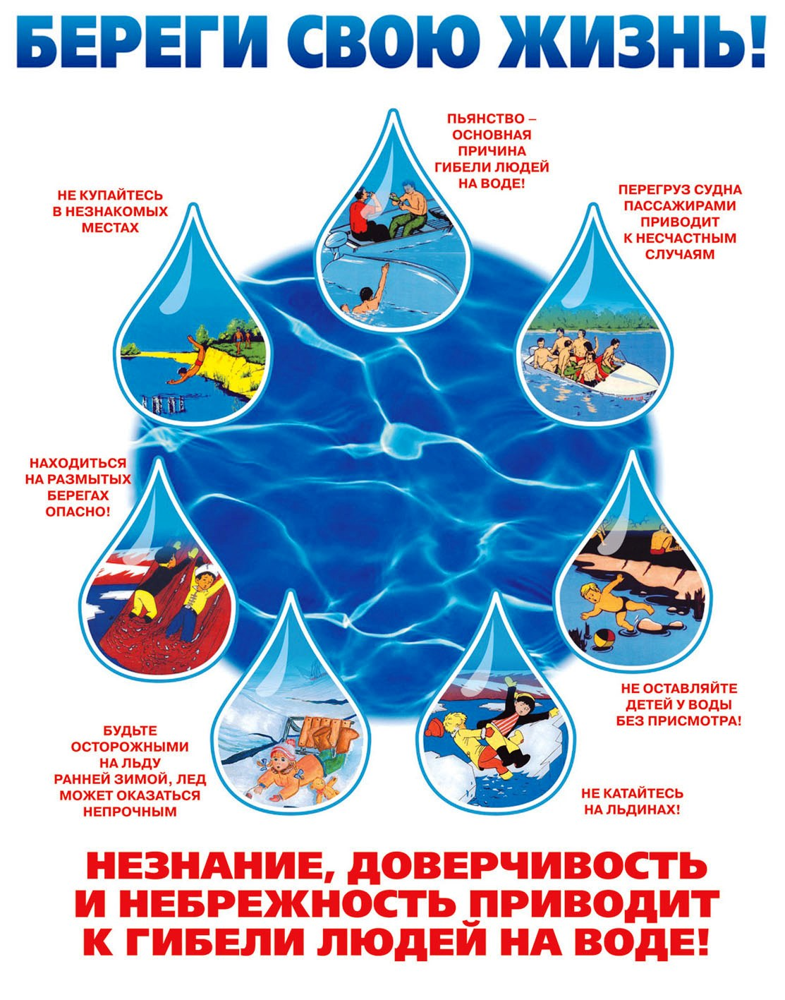 БЕРЕГИ СВОЮ ЖИЗНЬ!
ПЬЯНСТВО –
ОСНОВНАЯ
ПРИЧИНА
ГИБЕЛИ ЛЮДЕЙ
НА ВОДЕ!
НЕ КУПАЙТЕСЬ
В НЕЗНАКОМЫХ
МЕСТАХ
ПЕРЕГРУЗ СУДНА
ПАССАЖИРАМИ
ПРИВОДИТ
К НЕСЧАСТНЫМ
СЛУЧАЯМ
НАХОДИТЬСЯ
НА РАЗМЫТЫХ
БЕРЕГАХ
ОПАСНО!
НЕ ОСТАВЛЯЙТЕ
ДЕТЕЙ У ВОДЫ
БЕЗ ПРИСМОТРА!
БУДЬТЕ
ОСТОРОЖНЫМИ
НА ЛЬДУ
РАННЕЙ ЗИМОЙ, ЛЕД
МОЖЕТ ОКАЗАТЬСЯ
НЕПРОЧНЫМ
НЕ КАТАЙТЕСЬ
НА ЛЬДИНАХ!
НЕЗНАНИЕ, ДОВЕРЧИВОСТЬ
И НЕБРЕЖНОСТЬ ПРИВОДИТ
К ГИБЕЛИ ЛЮДЕЙ НА ВОДЕ!